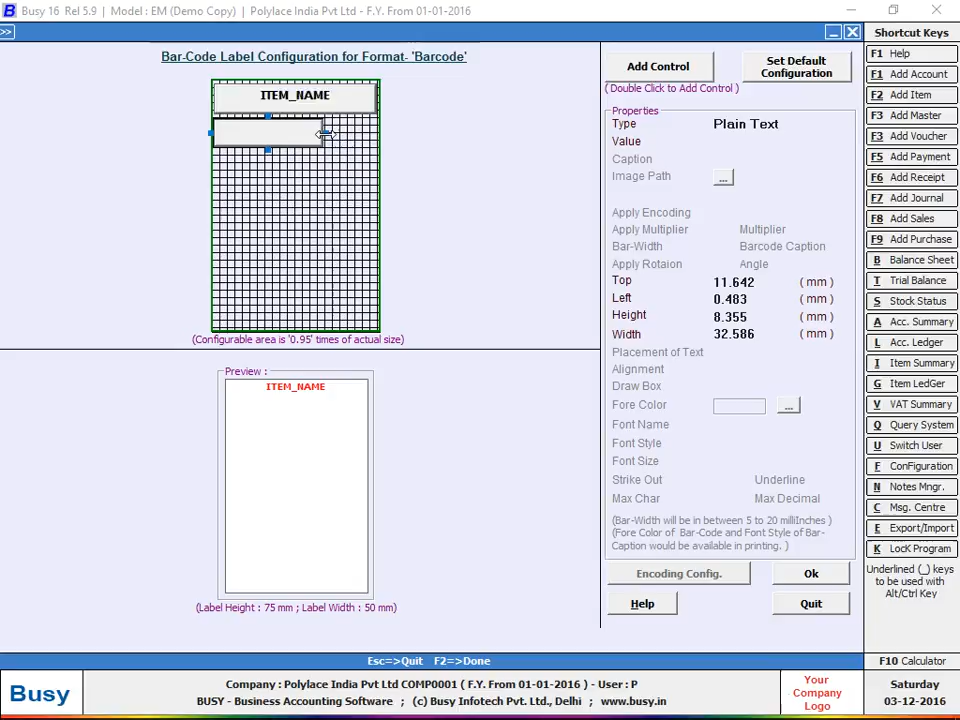 Busy 16 Rel 5.9 | Model : EM (Demo Copy) | Polylace India Pvt Ltd - F.Y. From 01-01-2016
>>
Bar-Code Label Configuration for Format- 'Barcode'
ITEM_NAME
(Configurable area is '0.95' times of actual size)
Preview :
ITEM_NAME
(Label Height : 75 mm ; Label Width : 50 mm)
Add Control
Set Default Configuration
( Double Click to Add Control )
Properties
Type Plain Text
Value
Caption
Image Path ...
Apply Encoding
Apply Multiplier Multiplier
Bar-Width Barcode Caption
Apply Rotaion Angle
Top 11.642 ( mm )
Left 0.483 ( mm )
Height 8.355 ( mm )
Width 32.586 ( mm )
Placement of Text
Alignment
Draw Box
Fore Color ...
Font Name
Font Style
Font Size
Strike Out Underline
Max Char Max Decimal
(Bar-Width will be in between 5 to 20 milliInches )
(Fore Color of Bar-Code and Font Style of Bar-
Caption would be available in printing. )
Encoding Config. Ok
Help Quit
Shortcut Keys
F1 Help
F1 Add Account
F2 Add Item
F3 Add Master
F3 Add Voucher
F5 Add Payment
F6 Add Receipt
F7 Add Journal
F8 Add Sales
F9 Add Purchase
B Balance Sheet
T Trial Balance
S Stock Status
A Acc. Summary
L Acc. Ledger
I Item Summary
G Item LedGer
V VAT Summary
Q Query System
U Switch User
F ConFiguration
N Notes Mngr.
C Msg. Centre
E Export/Import
K LocK Program
Underlined (_) keys
to be used with
Alt/Ctrl Key
Esc=>Quit F2=>Done
F10 Calculator
Busy
Company : Polylace India Pvt Ltd COMP0001 ( F.Y. From 01-01-2016 ) - User : P
BUSY - Business Accounting Software ; (c) Busy Infotech Pvt. Ltd., Delhi ; www.busy.in
Your
Company
Logo
Saturday
03-12-2016